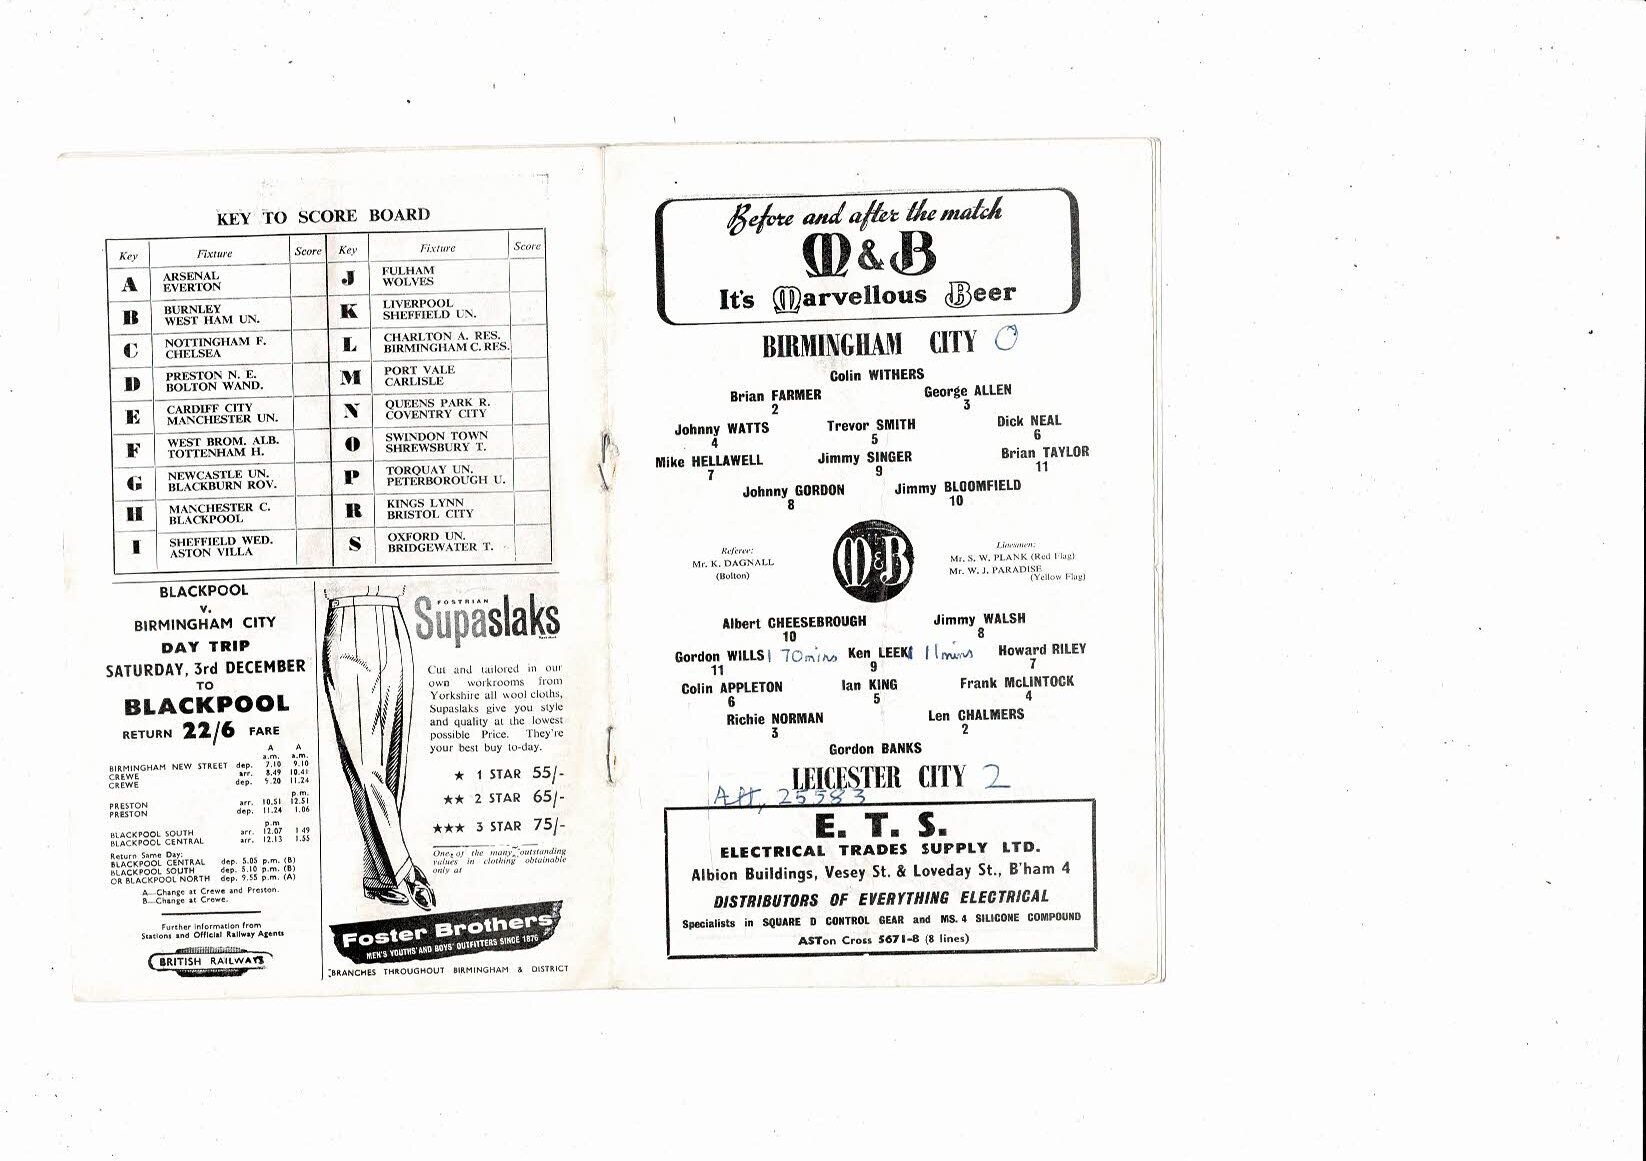 KEY TO SCORE BOARD
Key Fixture Score Key Fixture Score
A ARSENAL J FULHAM
EVERTON WOLVES
B BURNLEY K LIVERPOOL
WEST HAM UN. SHEFFIELD UN.
C NOTTINGHAM F. L CHARLTON A. RES.
CHELSEA BIRMINGHAM C. RES.
D PRESTON N. E. M PORT VALE
BOLTON WAND. CARLISLE
E CARDIFF CITY N QUEENS PARK R.
MANCHESTER UN. COVENTRY CITY
F WEST BROM. ALB. O SWINDON TOWN
TOTTENHAM H. SHREWSBURY T.
G NEWCASTLE UN. P TORQUAY UN.
BLACKBURN ROV. PETERBOROUGH U.
H MANCHESTER C. R KINGS LYNN
BLACKPOOL BRISTOL CITY
I SHEFFIELD WED. S OXFORD UN.
ASTON VILLA BRIDGEWATER T.
BLACKPOOL
v.
BIRMINGHAM CITY
DAY TRIP
SATURDAY, 3rd DECEMBER
TO
BLACKPOOL
RETURN 22/6 FARE
A A
a.m. a.m.
BIRMINGHAM NEW STREET dep. 7.10 9.10
CREWE arr. 8.49 10.41
CREWE dep. 9.20 11.24
p.m.
PRESTON arr. 10.51 12.51
PRESTON dep. 11.24 1.06
p.m
BLACKPOOL SOUTH arr. 12.07 1 49
BLACKPOOL CENTRAL arr. 12.13 1.55
Return Same Day:
BLACKPOOL CENTRAL dep. 5.05 p.m. (B)
BLACKPOOL SOUTH dep. 5.10 p.m. (B)
OR BLACKPOOL NORTH dep. 9.55 p.m. (A)
A—Change at Crewe and Preston.
B—Change at Crewe.
Further information from
Stations and Official Railway Agents
BRITISH RAILWAYS
FOSTRIAN
Supaslaks
Cut and tailored in our
own workrooms from
Yorkshire all wool cloths,
Supaslaks give you style
and quality at the lowest
possible Price. They're
your best buy to-day.
★ 1 STAR 55/-
★★ 2 STAR 65/-
★★★ 3 STAR 75/-
One of the many outstanding
values in clothing obtainable
only at
Foster Brothers
MEN'S YOUTHS' AND BOYS' OUTFITTERS SINCE 1876
BRANCHES THROUGHOUT BIRMINGHAM & DISTRICT
Before and after the match
M&B
It's Marvellous Beer
BIRMINGHAM CITY 0
Colin WITHERS
Brian FARMER George ALLEN
2 3
Johnny WATTS Trevor SMITH Dick NEAL
4 5 6
Mike HELLAWELL Jimmy SINGER Brian TAYLOR
7 9 11
Johnny GORDON Jimmy BLOOMFIELD
8 10
Referee:
Mr. K. DAGNALL
(Bolton)
M&B
Linesmen:
Mr. S. W. PLANK (Red Flag)
Mr. W. J. PARADISE
(Yellow Flag)
Albert CHEESEBROUGH Jimmy WALSH
10 8
Gordon WILLS 1 70mins Ken LEEK 1 11mins Howard RILEY
11 9 7
Colin APPLETON Ian KING Frank McLINTOCK
6 5 4
Richie NORMAN Len CHALMERS
3 2
Gordon BANKS
LEICESTER CITY 2
Att, 25583
E. T. S.
ELECTRICAL TRADES SUPPLY LTD.
Albion Buildings, Vesey St. & Loveday St., B'ham 4
DISTRIBUTORS OF EVERYTHING ELECTRICAL
Specialists in SQUARE D CONTROL GEAR and MS. 4 SILICONE COMPOUND
ASTon Cross 5671-8 (8 lines)